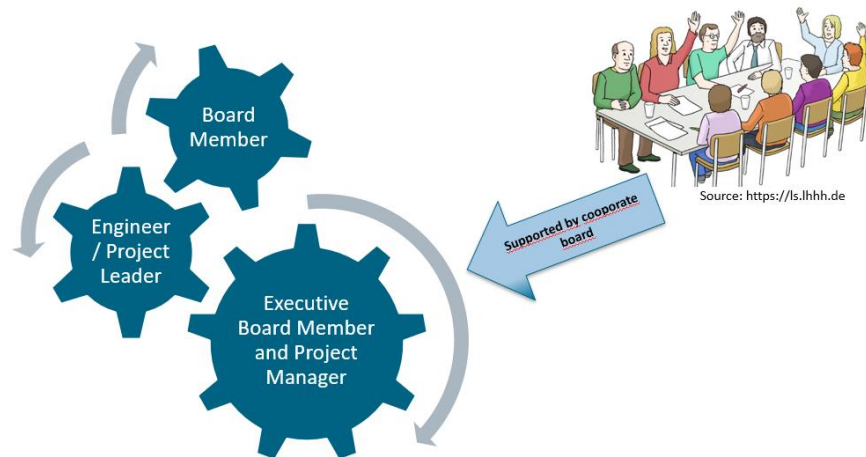 Board
Member
Engineer
/ Project
Leader
Executive
Board Member
and Project
Manager
Supported by cooporate
board
Source: https://ls.lhhh.de